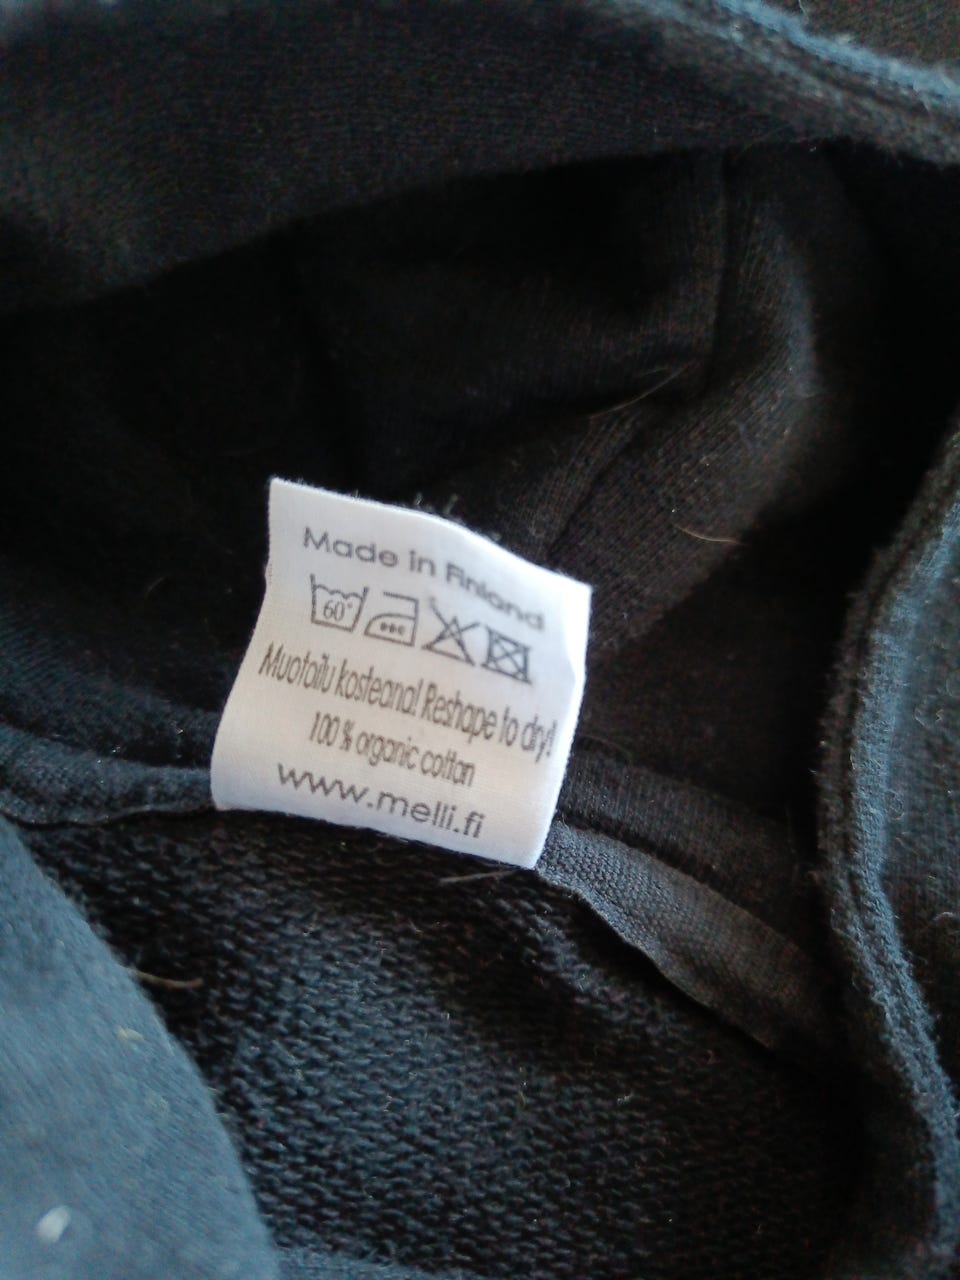 Made in Finland
60°
Muotoilu kosteana! Reshape to dry!
100 % organic cotton
www.melli.fi